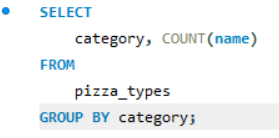 SELECT
category, COUNT(name)
FROM
pizza_types
GROUP BY category;